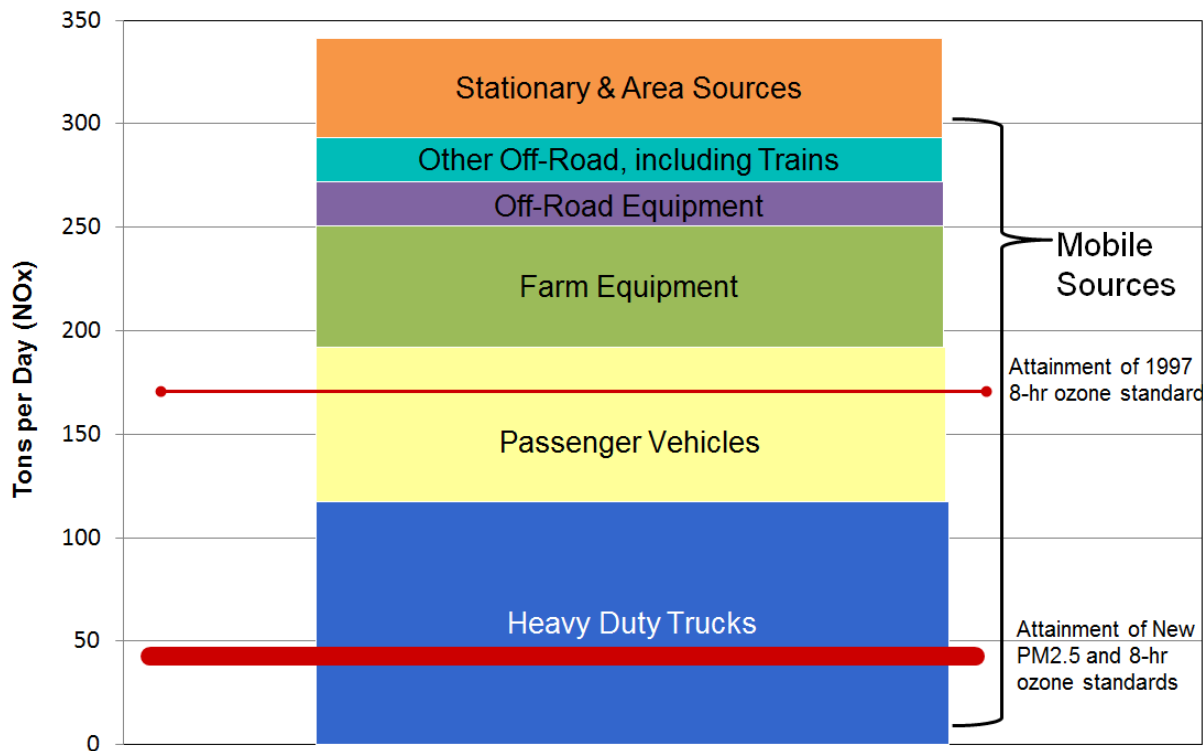 350
300
250
200
150
100
50
0
Tons per Day (NOx)
Stationary & Area Sources
Other Off-Road, including Trains
Off-Road Equipment
Farm Equipment
Passenger Vehicles
Heavy Duty Trucks
Mobile
Sources
Attainment of 1997
8-hr ozone standard
Attainment of New
PM2.5 and 8-hr
ozone standards